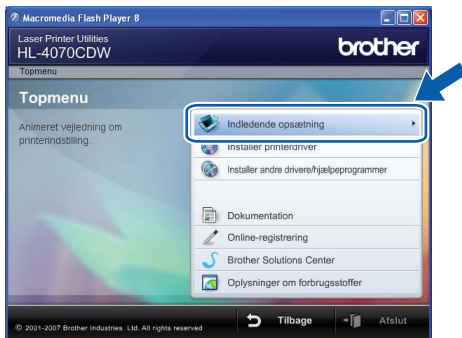 Macromedia Flash Player 8
Laser Printer Utilities
HL-4070CDW
brother
Topmenu
Topmenu
Animeret vejledning om
printerindstilling.
Indledende opsætning
Installer printerdriver
Installer andre drivere/hjælpeprogrammer
Dokumentation
Online-registrering
Brother Solutions Center
Oplysninger om forbrugsstoffer
© 2001-2007 Brother Industries Ltd. All rights reserved
Tilbage
Afslut